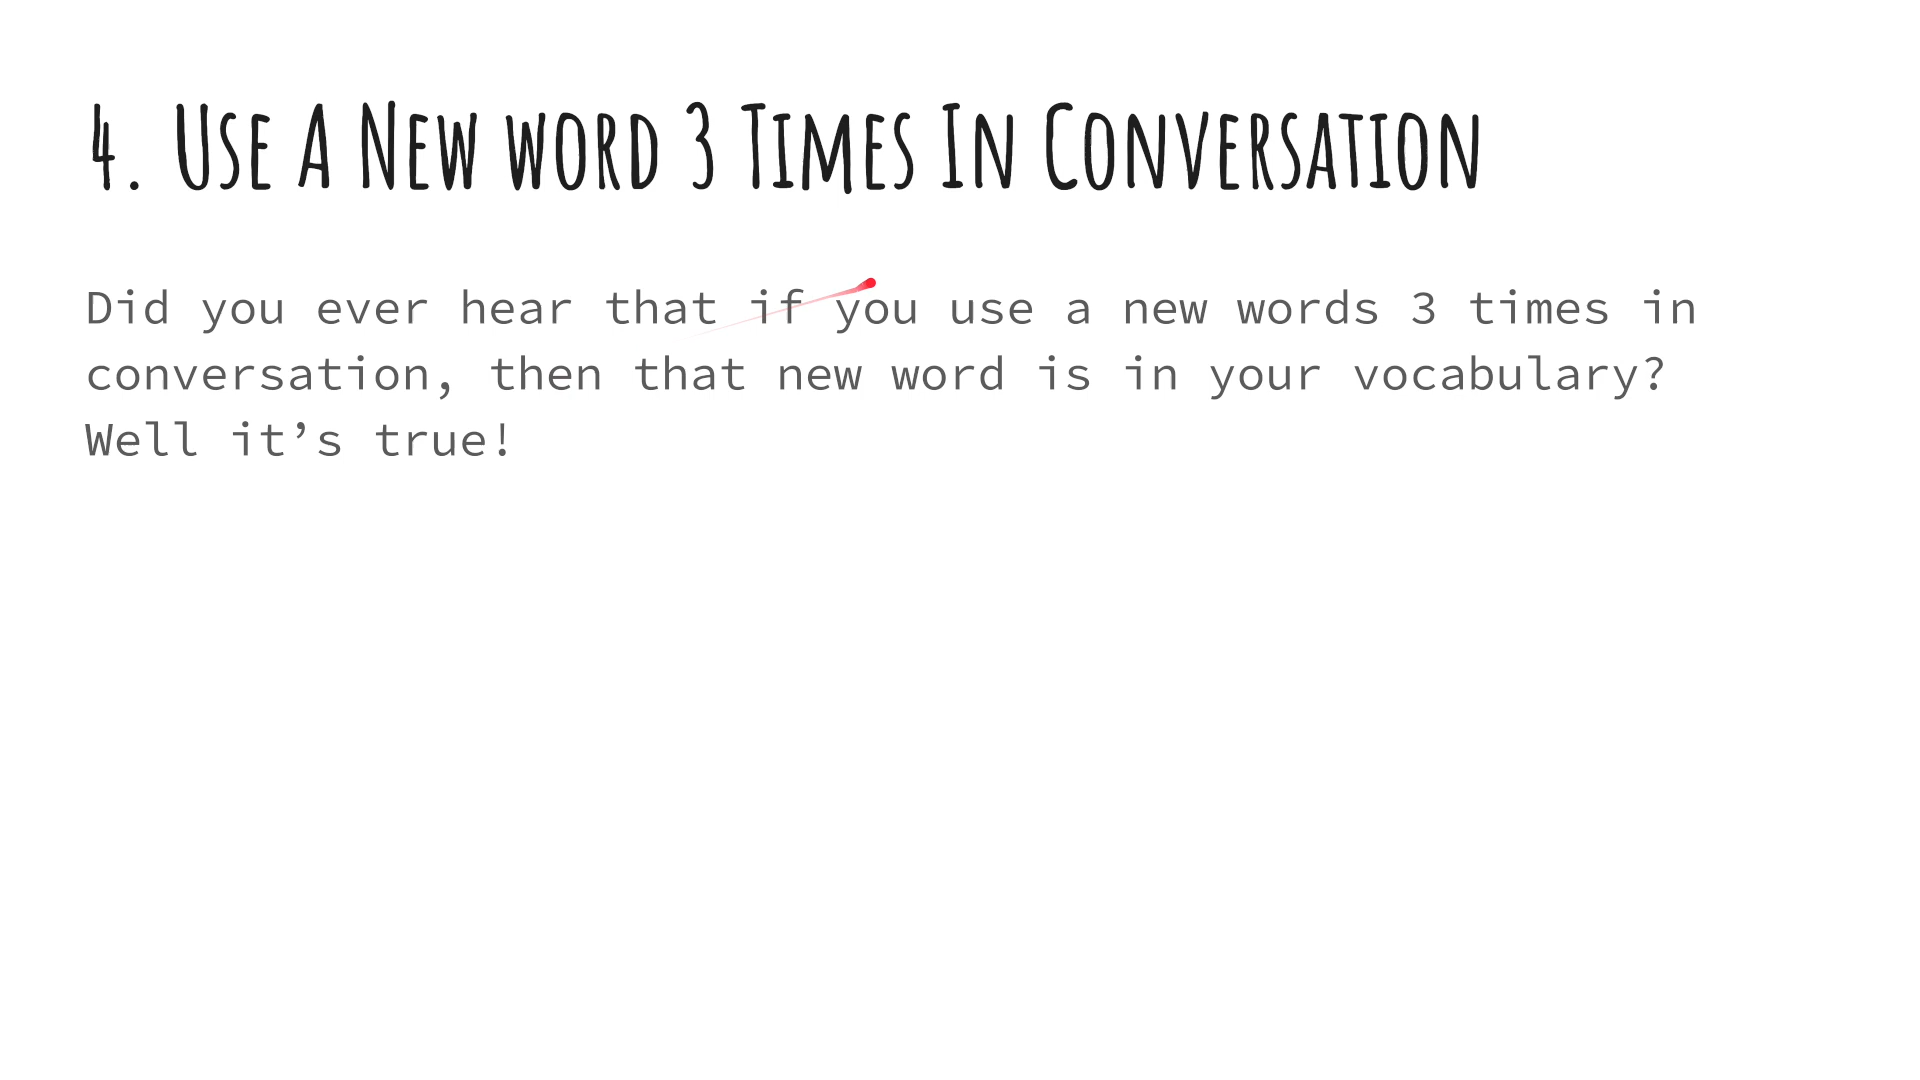 4. Use A New word 3 Times In Conversation
Did you ever hear that if you use a new words 3 times in
conversation, then that new word is in your vocabulary?
Well it’s true!